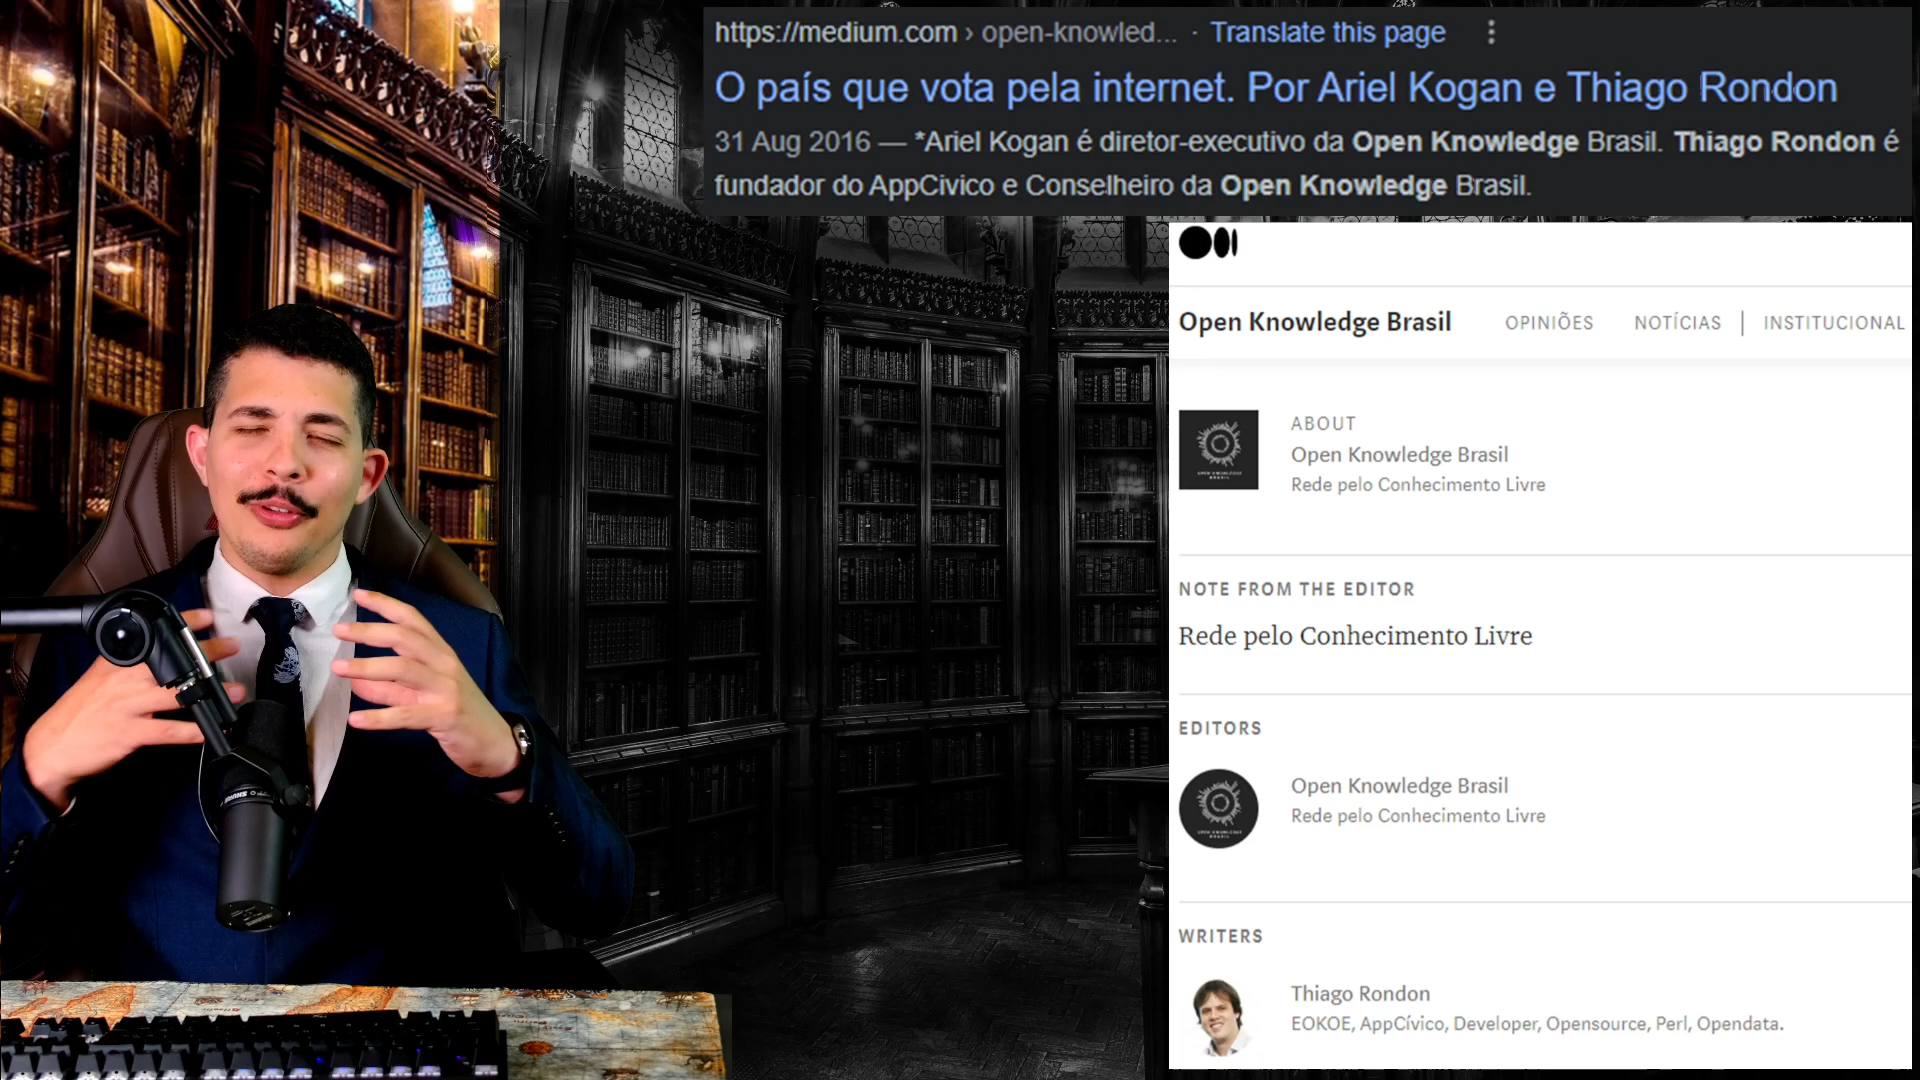 https://medium.com › open-knowled... · Translate this page
O país que vota pela internet. Por Ariel Kogan e Thiago Rondon
31 Aug 2016 — *Ariel Kogan é diretor-executivo da Open Knowledge Brasil. Thiago Rondon é
fundador do AppCivico e Conselheiro da Open Knowledge Brasil.
Open Knowledge Brasil OPINIÕES NOTÍCIAS | INSTITUCIONAL
ABOUT
Open Knowledge Brasil
Rede pelo Conhecimento Livre
NOTE FROM THE EDITOR
Rede pelo Conhecimento Livre
EDITORS
Open Knowledge Brasil
Rede pelo Conhecimento Livre
WRITERS
Thiago Rondon
EOKOE, AppCívico, Developer, Opensource, Perl, Opendata.
SHURE